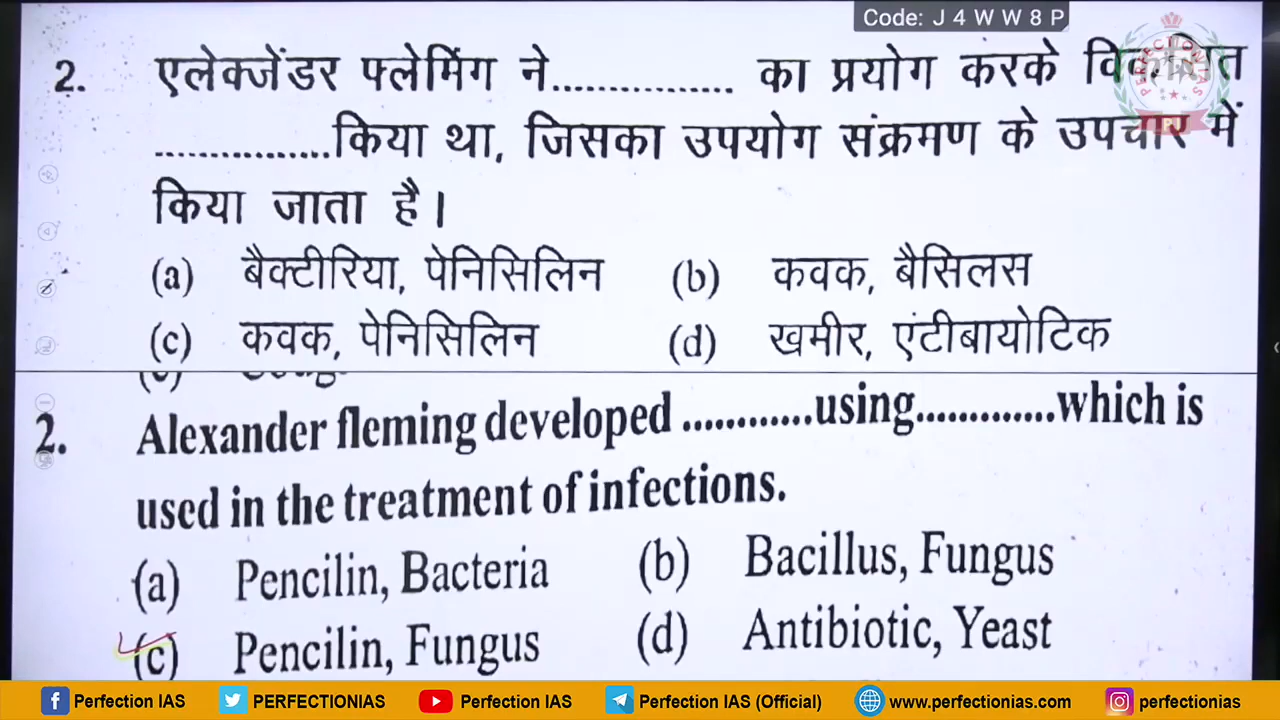 Code: J 4 W W 8 P
2. एलेक्जेंडर फ्लेमिंग ने................ का प्रयोग करके विकसित
................किया था, जिसका उपयोग संक्रमण के उपचार में
किया जाता है।
(a) बैक्टीरिया, पेनिसिलिन (b) कवक, बैसिलस
(c) कवक, पेनिसिलिन (d) खमीर, एंटीबायोटिक
2. Alexander fleming developed ............using.............which is
used in the treatment of infections.
(a) Pencilin, Bacteria (b) Bacillus, Fungus
(c) Pencilin, Fungus (d) Antibiotic, Yeast
Perfection IAS PERFECTIONIAS Perfection IAS Perfection IAS (Official) www.perfectionias.com perfectionias